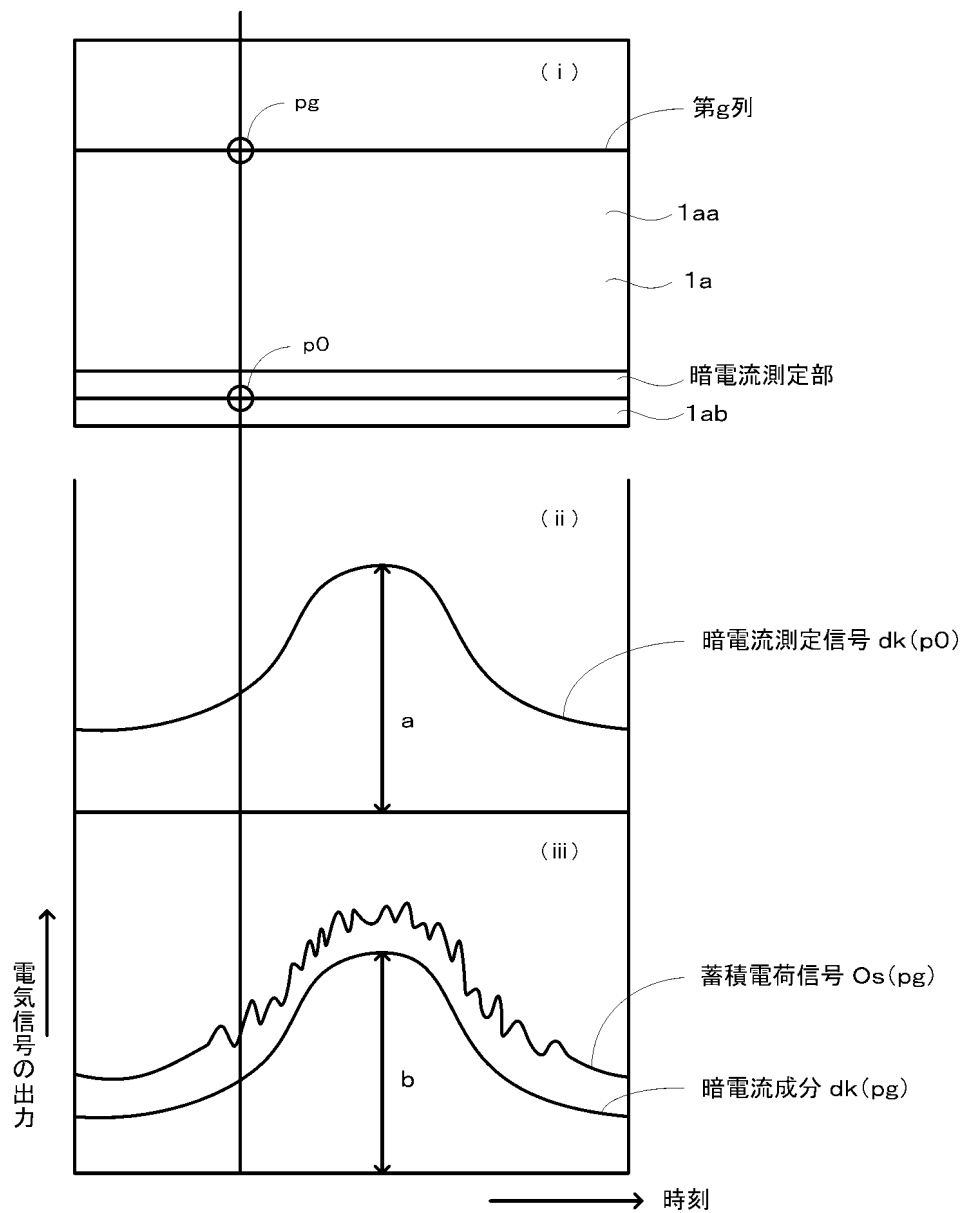 (i)
pg
第g列
1aa
1a
p0
暗電流測定部
1ab
(ii)
暗電流測定信号 dk(p0)
a
(iii)
電気信号の出力
蓄積電荷信号 Os(pg)
b
暗電流成分 dk(pg)
時刻